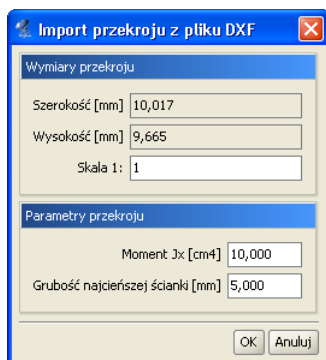 Import przekroju z pliku DXF
Wymiary przekroju
Szerokość [mm] 10,017
Wysokość [mm] 9,665
Skala 1: 1
Parametry przekroju
Moment Jx [cm4] 10,000
Grubość najcieńszej ścianki [mm] 5,000
OK Anuluj